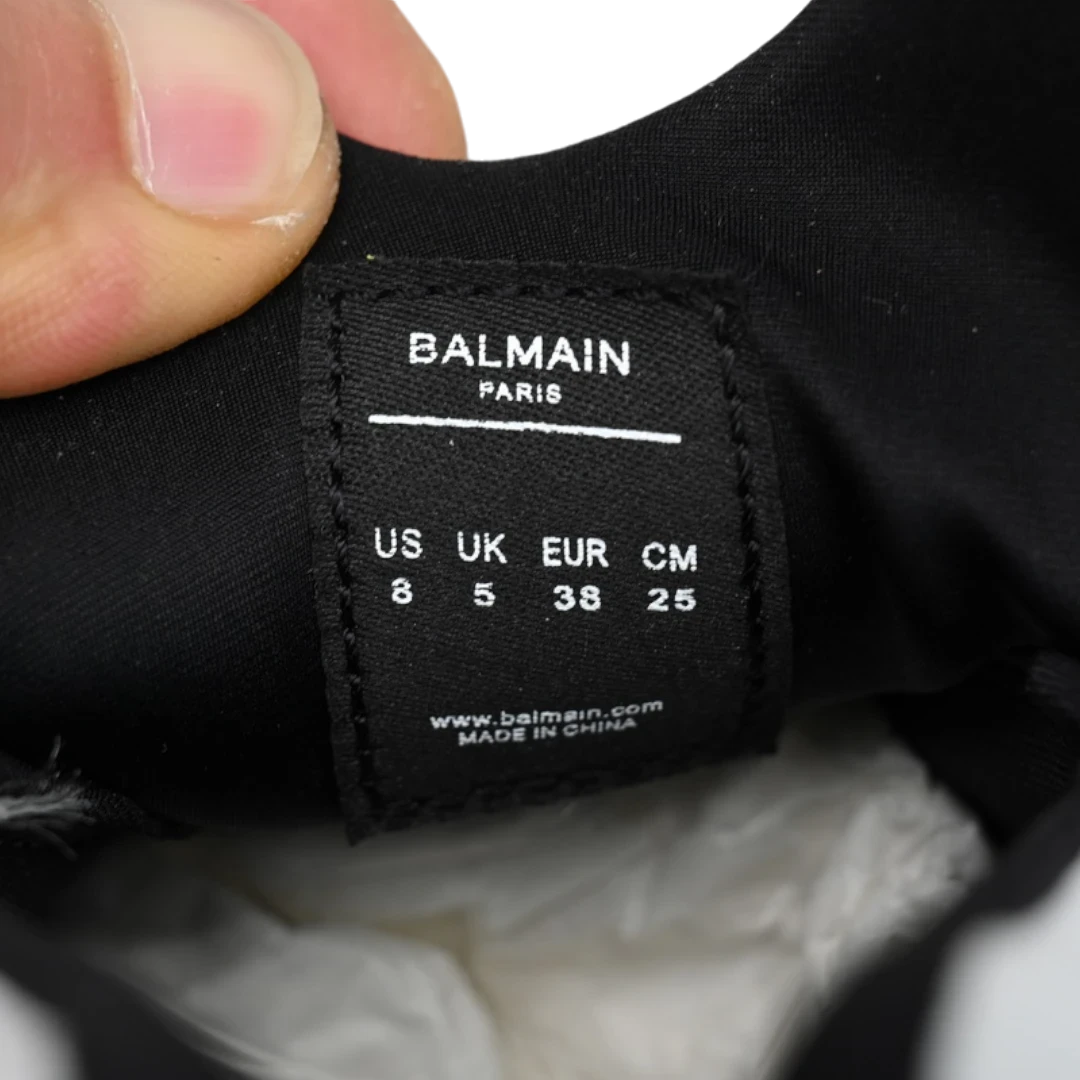 BALMAIN
PARIS
US UK EUR CM
8 5 38 25
www.balmain.com
MADE IN CHINA